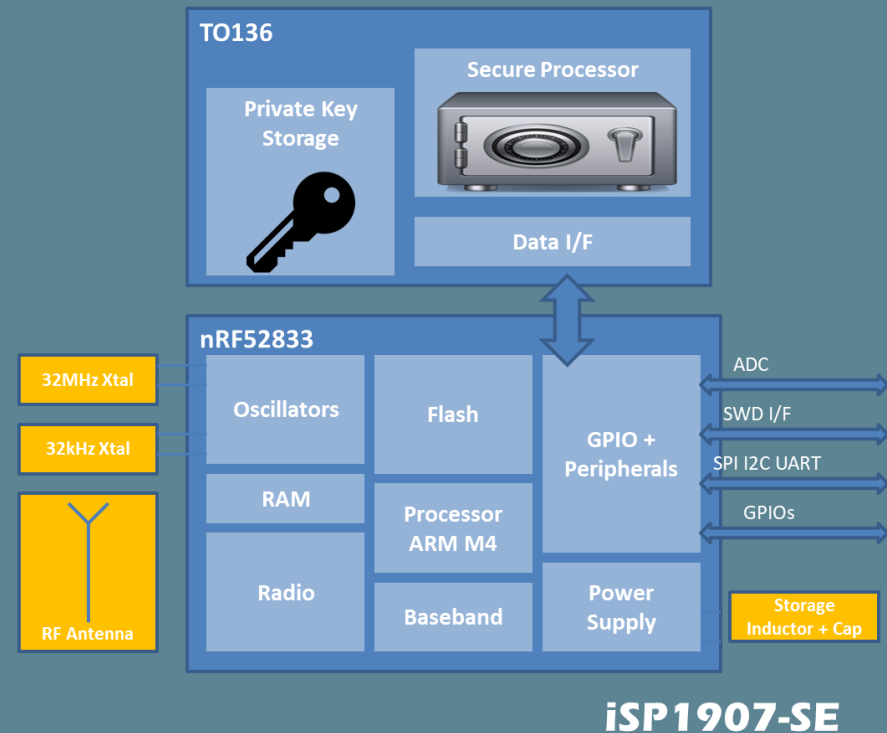 TO136
Secure Processor
Private Key
Storage
Data I/F
nRF52833
32MHz Xtal
32kHz Xtal
RF Antenna
Oscillators
RAM
Radio
Flash
Processor
ARM M4
Baseband
GPIO +
Peripherals
Power
Supply
ADC
SWD I/F
SPI I2C UART
GPIOs
Storage
Inductor + Cap
iSP1907-SE